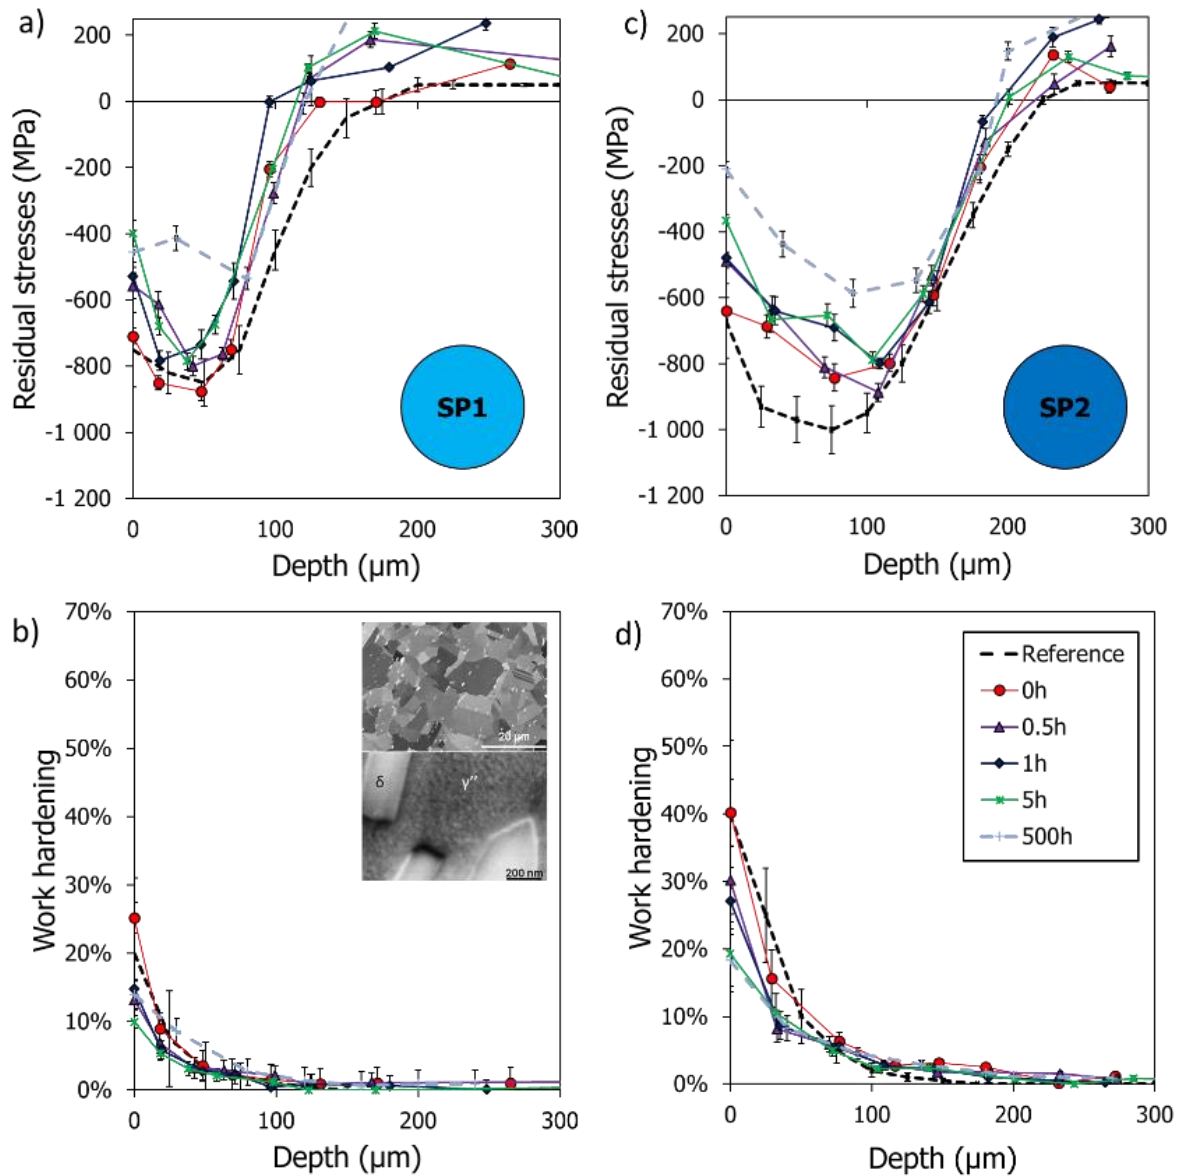 a)
Residual stresses (MPa)
200
0
-200
-400
-600
-800
-1 000
-1 200
0
100
200
300
Depth (µm)
SP1
c)
Residual stresses (MPa)
200
0
-200
-400
-600
-800
-1 000
-1 200
0
100
200
300
Depth (µm)
SP2
b)
Work hardening
70%
60%
50%
40%
30%
20%
10%
0%
0
100
200
300
Depth (µm)
20 µm
δ
γ''
200 nm
d)
Work hardening
70%
60%
50%
40%
30%
20%
10%
0%
0
100
200
300
Depth (µm)
Reference
0h
0.5h
1h
5h
500h